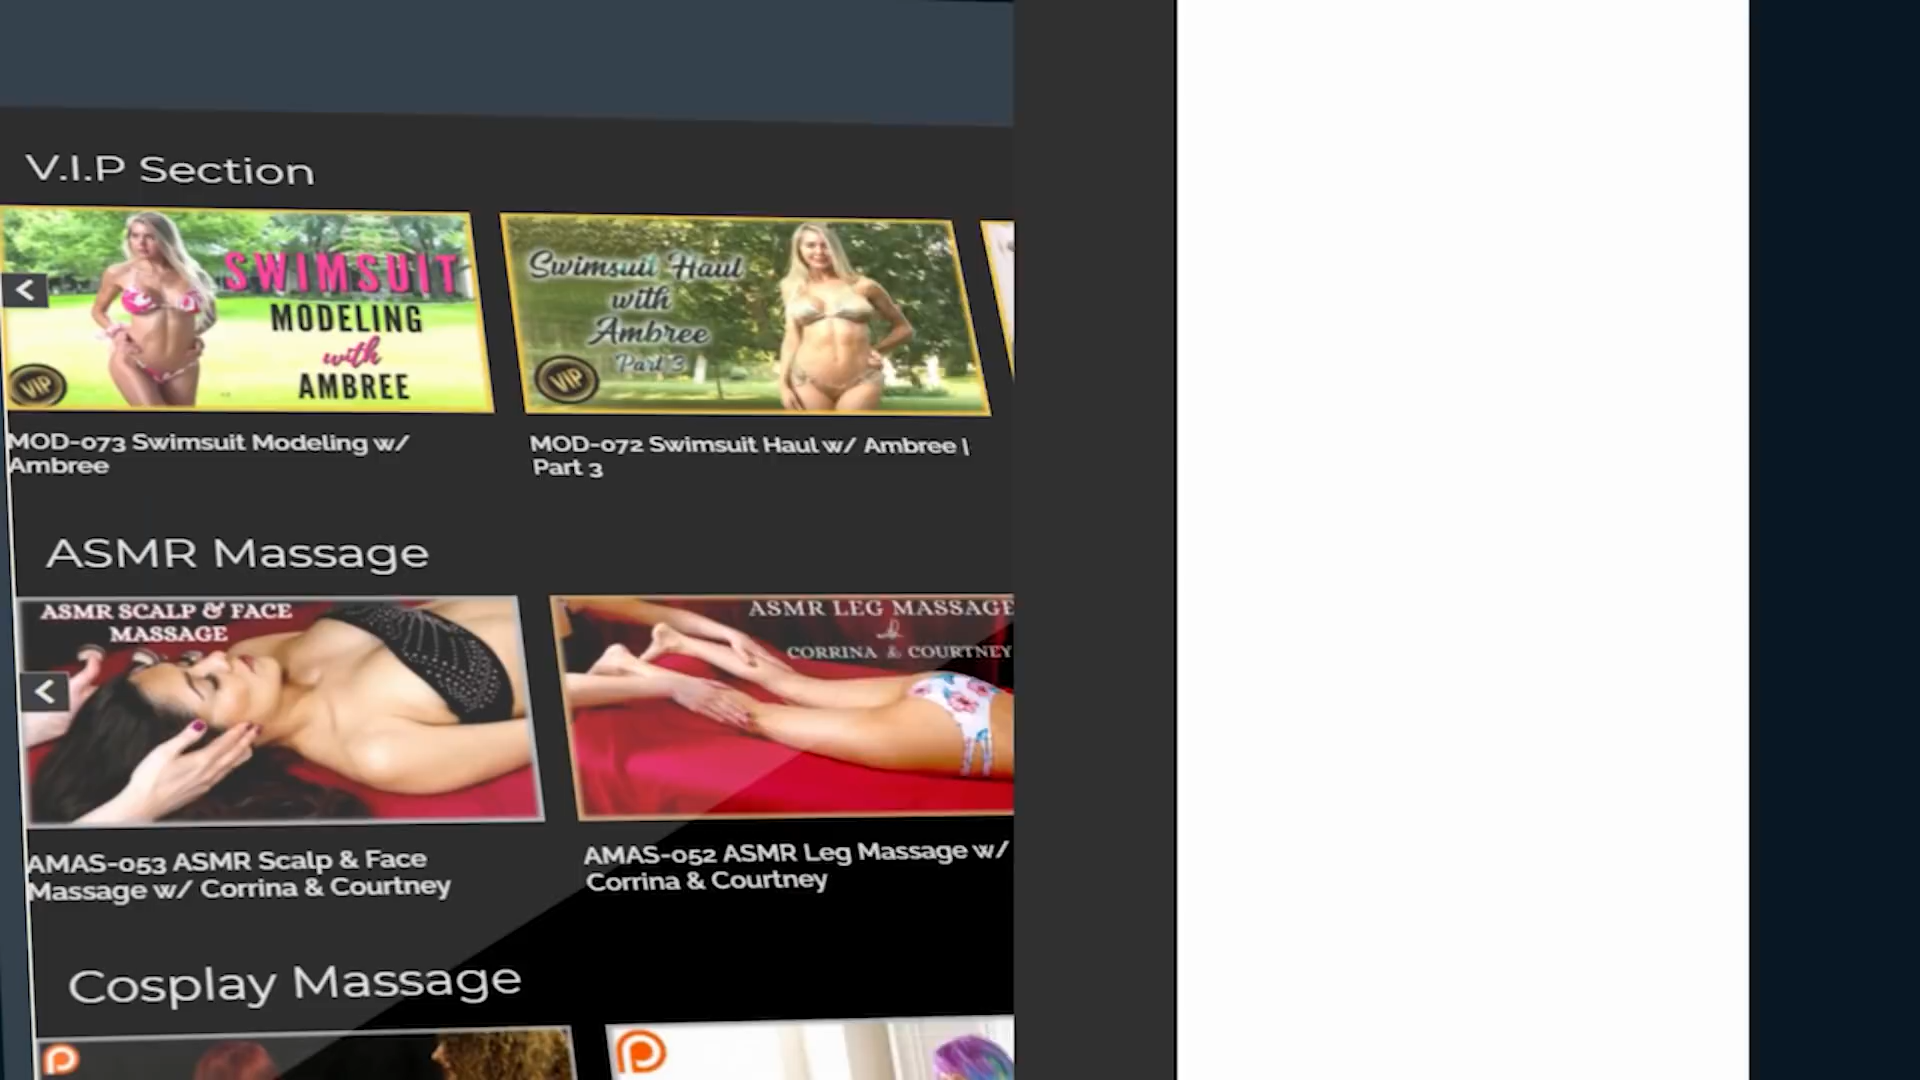 V.I.P Section
SWIMSUIT
MODELING
with
AMBREE
VIP
Swimsuit Haul
with
Ambree
Part 3
VIP
MOD-073 Swimsuit Modeling w/
Ambree
MOD-072 Swimsuit Haul w/ Ambree |
Part 3
ASMR Massage
ASMR SCALP & FACE
MASSAGE
ASMR LEG MASSAGE
CORRINA & COURTNEY
AMAS-053 ASMR Scalp & Face
Massage w/ Corrina & Courtney
AMAS-052 ASMR Leg Massage w/
Corrina & Courtney
Cosplay Massage